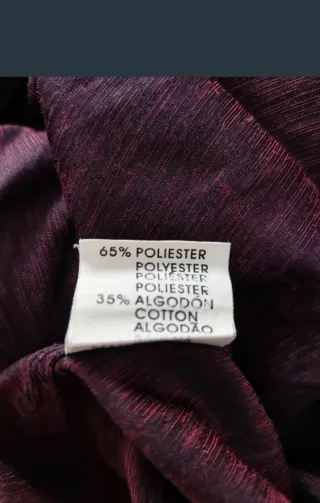 65% POLIESTER
POLYESTER
POLIESTER
POLIESTER
35% ALGODÓN
COTTON
ALGODÃO